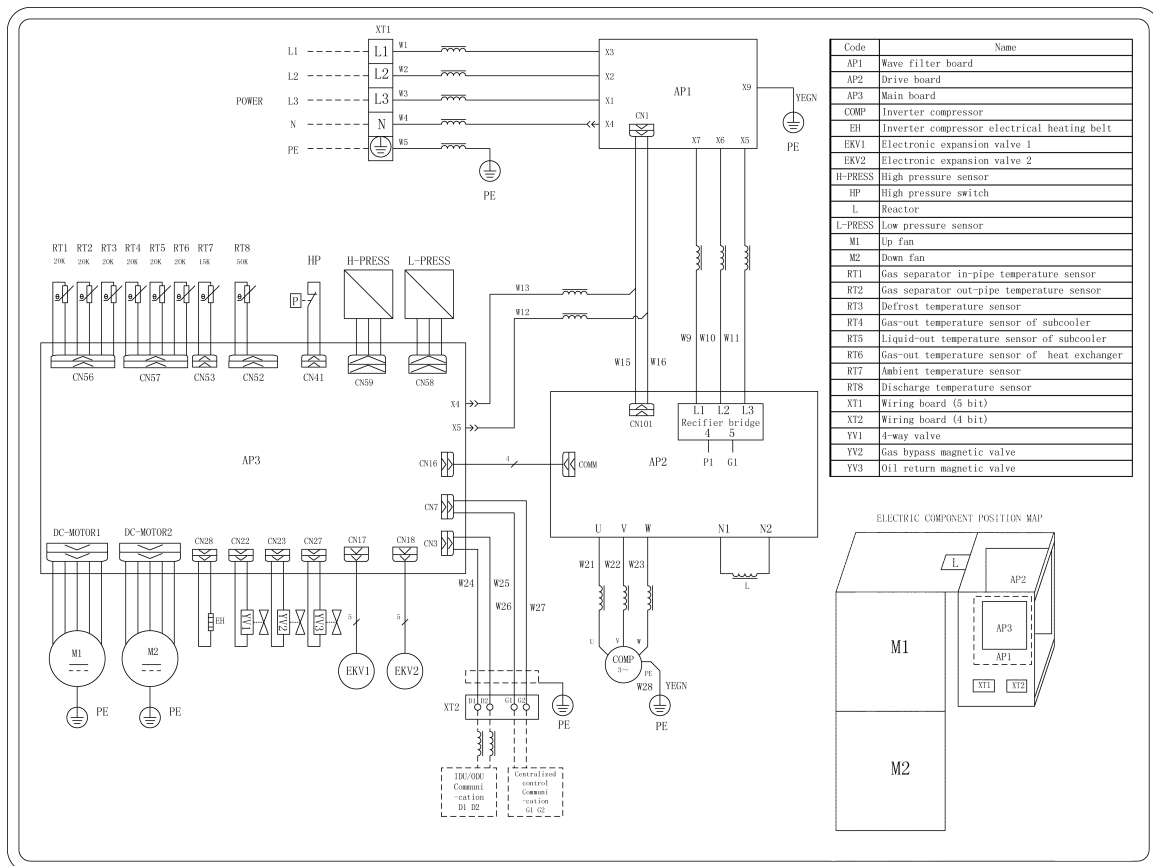 XT1
L1 L1 W1 X3
L2 L2 W2 X2
POWER L3 L3 W3 X1
N N W4 X4
PE W5
PE
AP1
CN1
X9
YEGN
PE
X7 X6 X5
RT1 RT2 RT3 RT4 RT5 RT6 RT7 RT8
20K 20K 20K 20K 20K 20K 15K 50K
HP H-PRESS L-PRESS
P
θ θ θ θ θ θ θ θ
CN56 CN57 CN53 CN52 CN41 CN59 CN58
W13
W12
W15 W16
W9 W10 W11
X4
X5
AP3
CN16 4 COMM
CN7
CN3
CN101
L1 L2 L3
Rectifier bridge
4 5
P1 G1
AP2
U V W N1 N2
W21 W22 W23
L
U V W
COMP
3~
PE
W28 YEGN
PE
DC-MOTOR1 DC-MOTOR2 CN28 CN22 CN23 CN27 CN17 CN18
EH YV1 YV2 YV3
5 5
M1 M2
EKV1 EKV2
PE PE
W24 W25
W26 W27
XT2 D1 D2 G1 G2
PE
IDU/ODU
Communi
-cation
D1 D2
Centralized
control
Communi
-cation
G1 G2
Code Name
AP1 Wave filter board
AP2 Drive board
AP3 Main board
COMP Inverter compressor
EH Inverter compressor electrical heating belt
EKV1 Electronic expansion valve 1
EKV2 Electronic expansion valve 2
H-PRESS High pressure sensor
HP High pressure switch
L Reactor
L-PRESS Low pressure sensor
M1 Up fan
M2 Down fan
RT1 Gas separator in-pipe temperature sensor
RT2 Gas separator out-pipe temperature sensor
RT3 Defrost temperature sensor
RT4 Gas-out temperature sensor of subcooler
RT5 Liquid-out temperature sensor of subcooler
RT6 Gas-out temperature sensor of heat exchanger
RT7 Ambient temperature sensor
RT8 Discharge temperature sensor
XT1 Wiring board (5 bit)
XT2 Wiring board (4 bit)
YV1 4-way valve
YV2 Gas bypass magnetic valve
YV3 Oil return magnetic valve
ELECTRIC COMPONENT POSITION MAP
L
AP2
AP3
AP1
XT1 XT2
M1
M2